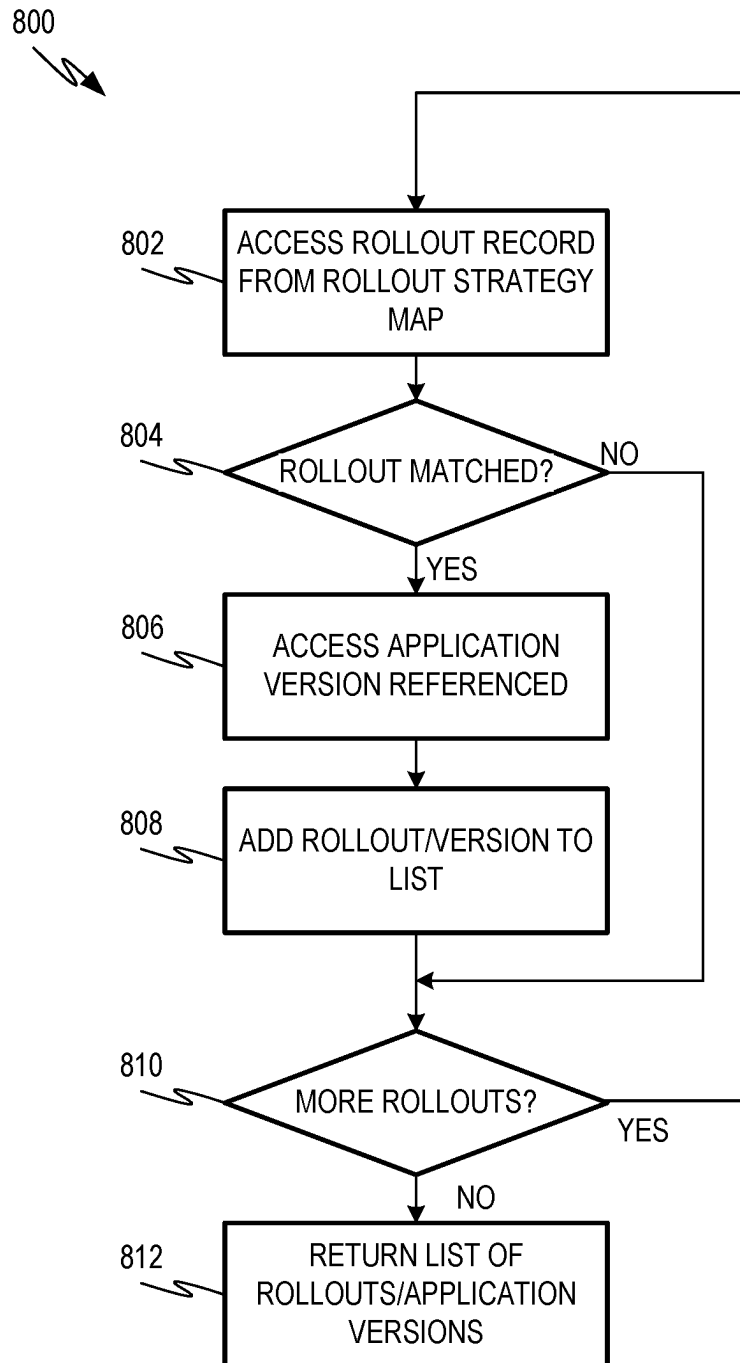 800
802
ACCESS ROLLOUT RECORD
FROM ROLLOUT STRATEGY
MAP
804
ROLLOUT MATCHED?
NO
YES
806
ACCESS APPLICATION
VERSION REFERENCED
808
ADD ROLLOUT/VERSION TO
LIST
810
MORE ROLLOUTS?
YES
NO
812
RETURN LIST OF
ROLLOUTS/APPLICATION
VERSIONS